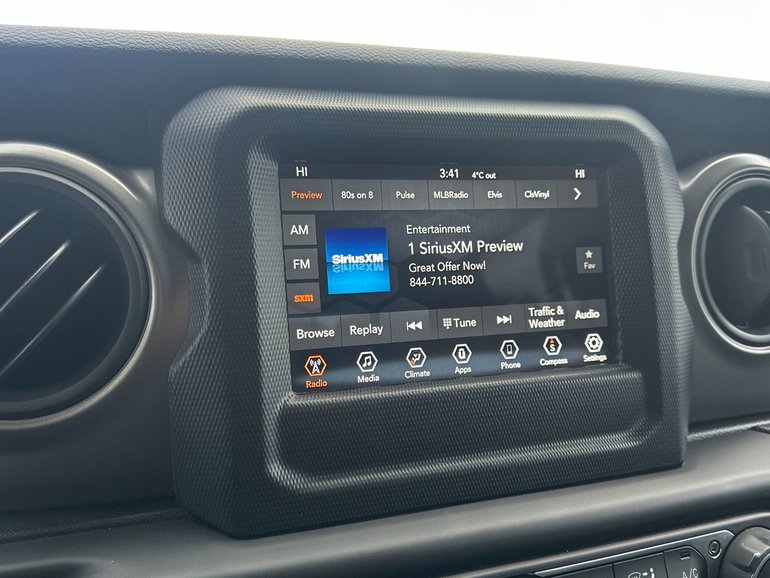 HI 3:41 4°C out HI
Preview 80s on 8 Pulse MLBRadio Elvis ClsVinyl
AM
FM
sxm
SiriusXM
Entertainment
1 SiriusXM Preview
Great Offer Now!
844-711-8800
Fav
Browse Replay Tune Traffic & Weather Audio
Radio Media Climate Apps Phone Compass Settings
A/C